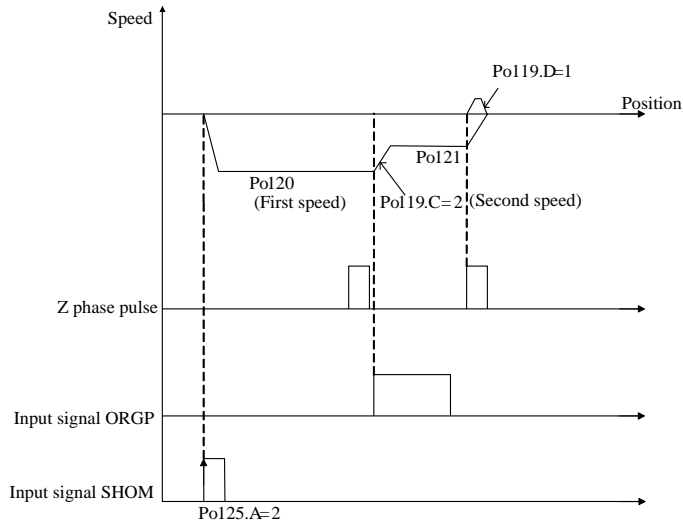 Speed
Po119.D=1
Position
Po121
Po120
(First speed)
Po119.C=2 (Second speed)
Z phase pulse
Input signal ORGP
Input signal SHOM
Po125.A=2